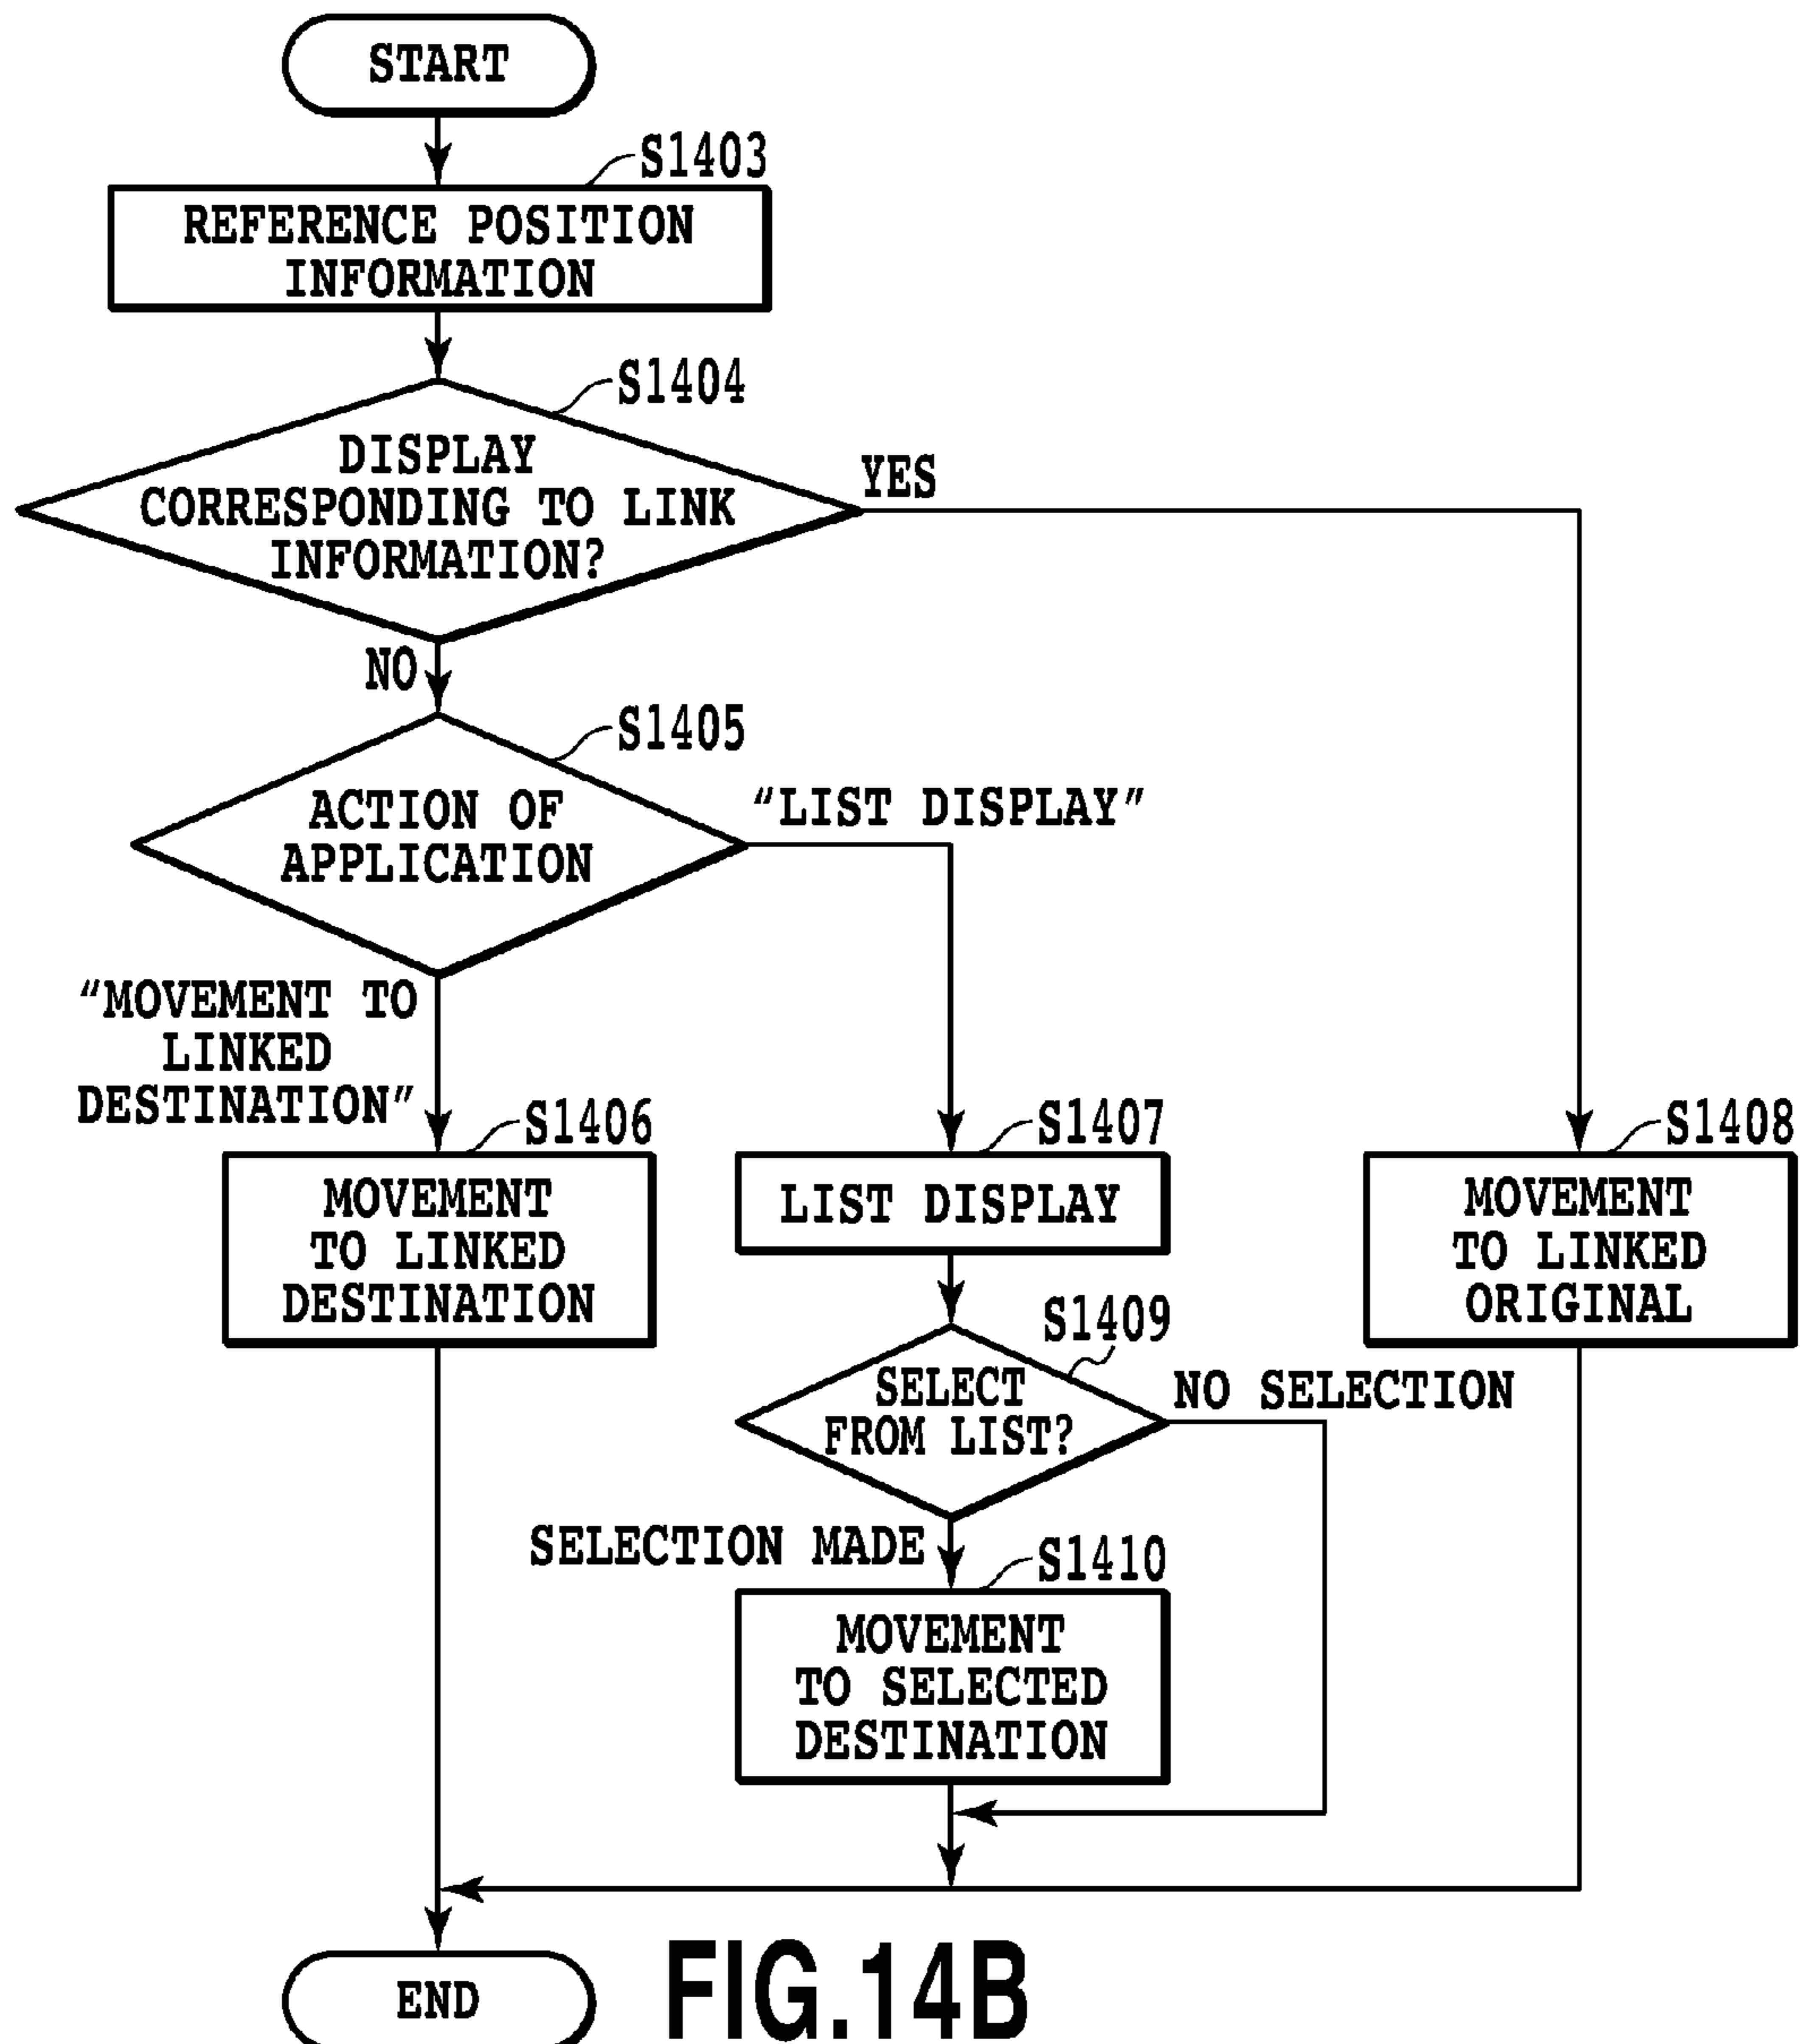 START
S1403
REFERENCE POSITION
INFORMATION
S1404
DISPLAY
CORRESPONDING TO LINK
INFORMATION?
YES
NO
S1405
ACTION OF
APPLICATION
“LIST DISPLAY”
“MOVEMENT TO
LINKED
DESTINATION”
S1406
MOVEMENT
TO LINKED
DESTINATION
S1407
LIST DISPLAY
S1408
MOVEMENT
TO LINKED
ORIGINAL
S1409
SELECT
FROM LIST?
NO SELECTION
SELECTION MADE
S1410
MOVEMENT
TO SELECTED
DESTINATION
END
FIG.14B